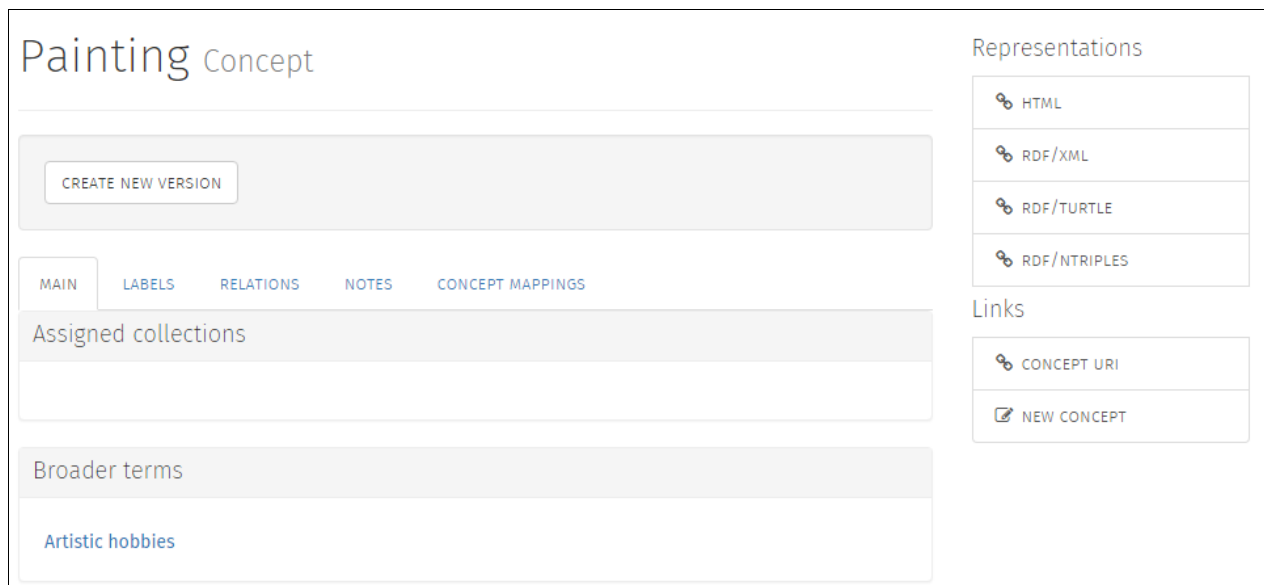 Painting Concept
CREATE NEW VERSION
MAIN LABELS RELATIONS NOTES CONCEPT MAPPINGS
Assigned collections
Broader terms
Artistic hobbies
Representations
HTML
RDF/XML
RDF/TURTLE
RDF/NTRIPLES
Links
CONCEPT URI
NEW CONCEPT